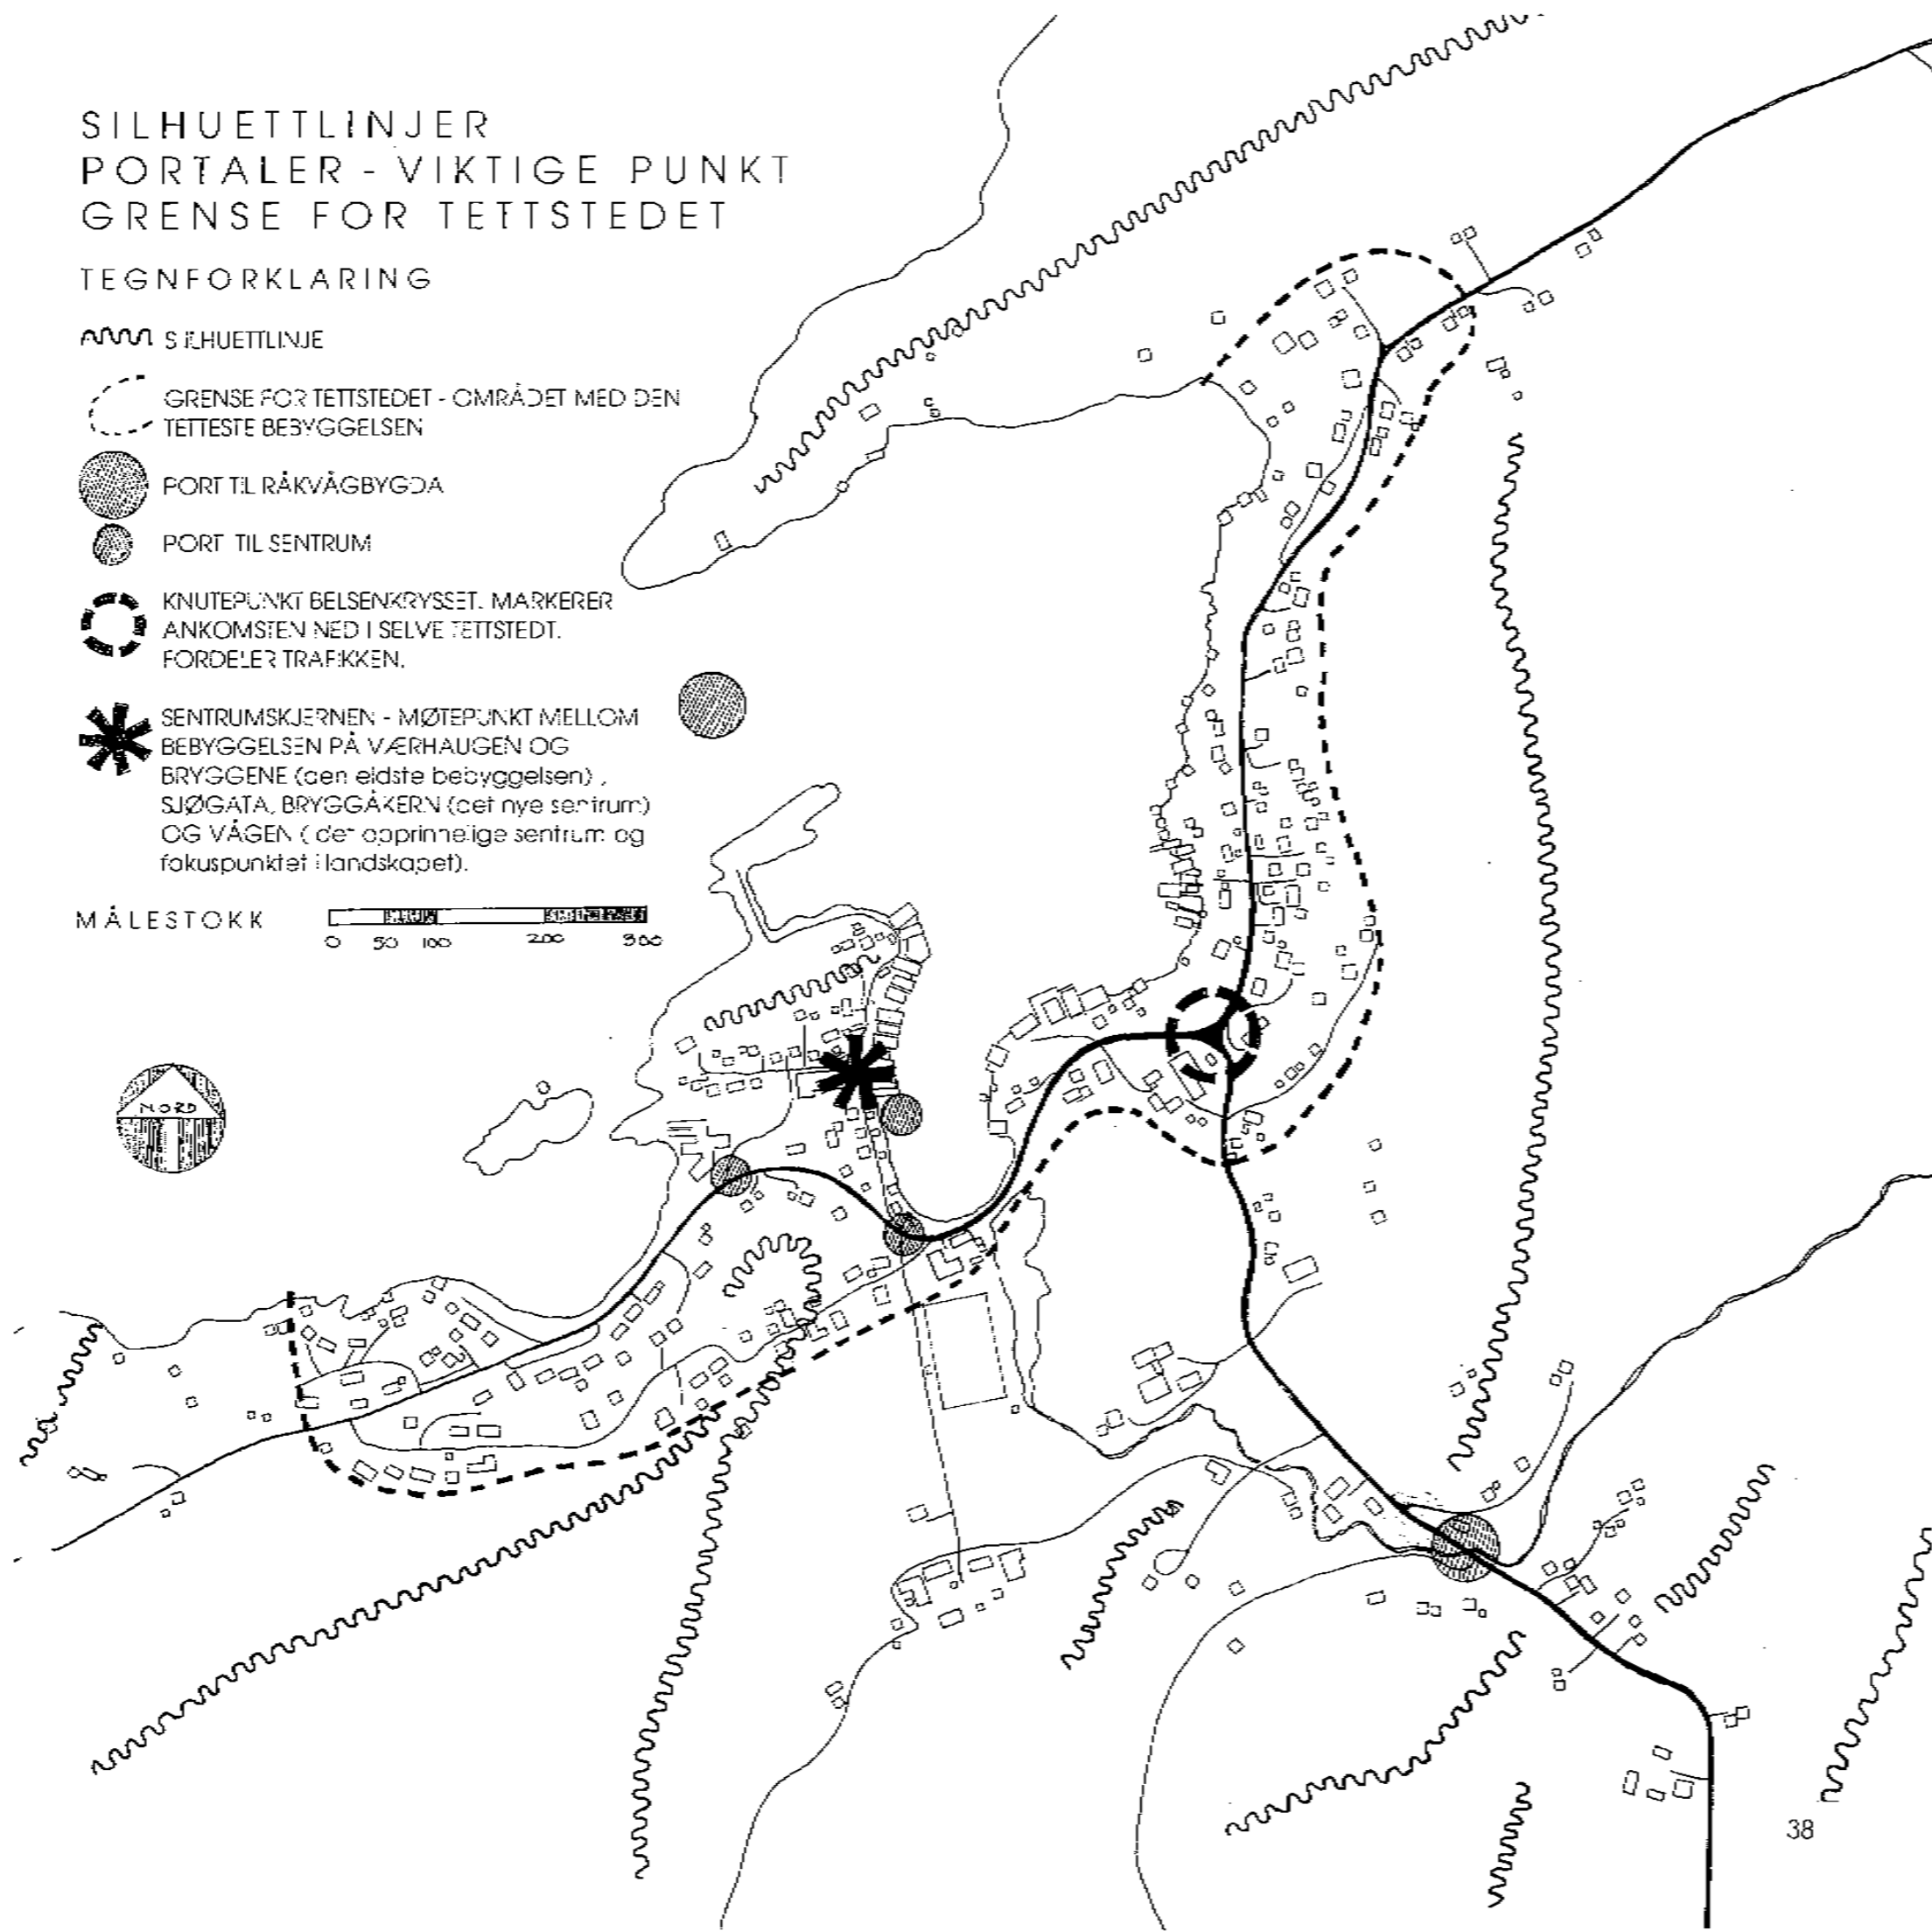 SILHUETTLINJER
PORTALER - VIKTIGE PUNKT
GRENSE FOR TETTSTEDET
TEGNFORKLARING
SILHUETTLINJE
GRENSE FOR TETTSTEDET - OMRÅDET MED DEN
TETTESTE BEBYGGELSEN
PORT TIL RÅKVÅGBYGDA
PORT TIL SENTRUM
KNUTEPUNKT BELSENKRYSSET. MARKERER
ANKOMSTEN NED I SELVE TETTSTEDT.
FORDELER TRAFIKKEN.
SENTRUMSKJERNEN - MØTEPUNKT MELLOM
BEBYGGELSEN PÅ VÆRHAUGEN OG
BRYGGENE (den eldste bebyggelsen) ,
SJØGATA, BRYGGÅKERN (det nye sentrum)
OG VÅGEN ( det opprinnelige sentrum og
fokuspunktet i landskapet).
MÅLESTOKK
0 50 100 200 300
NORD
38